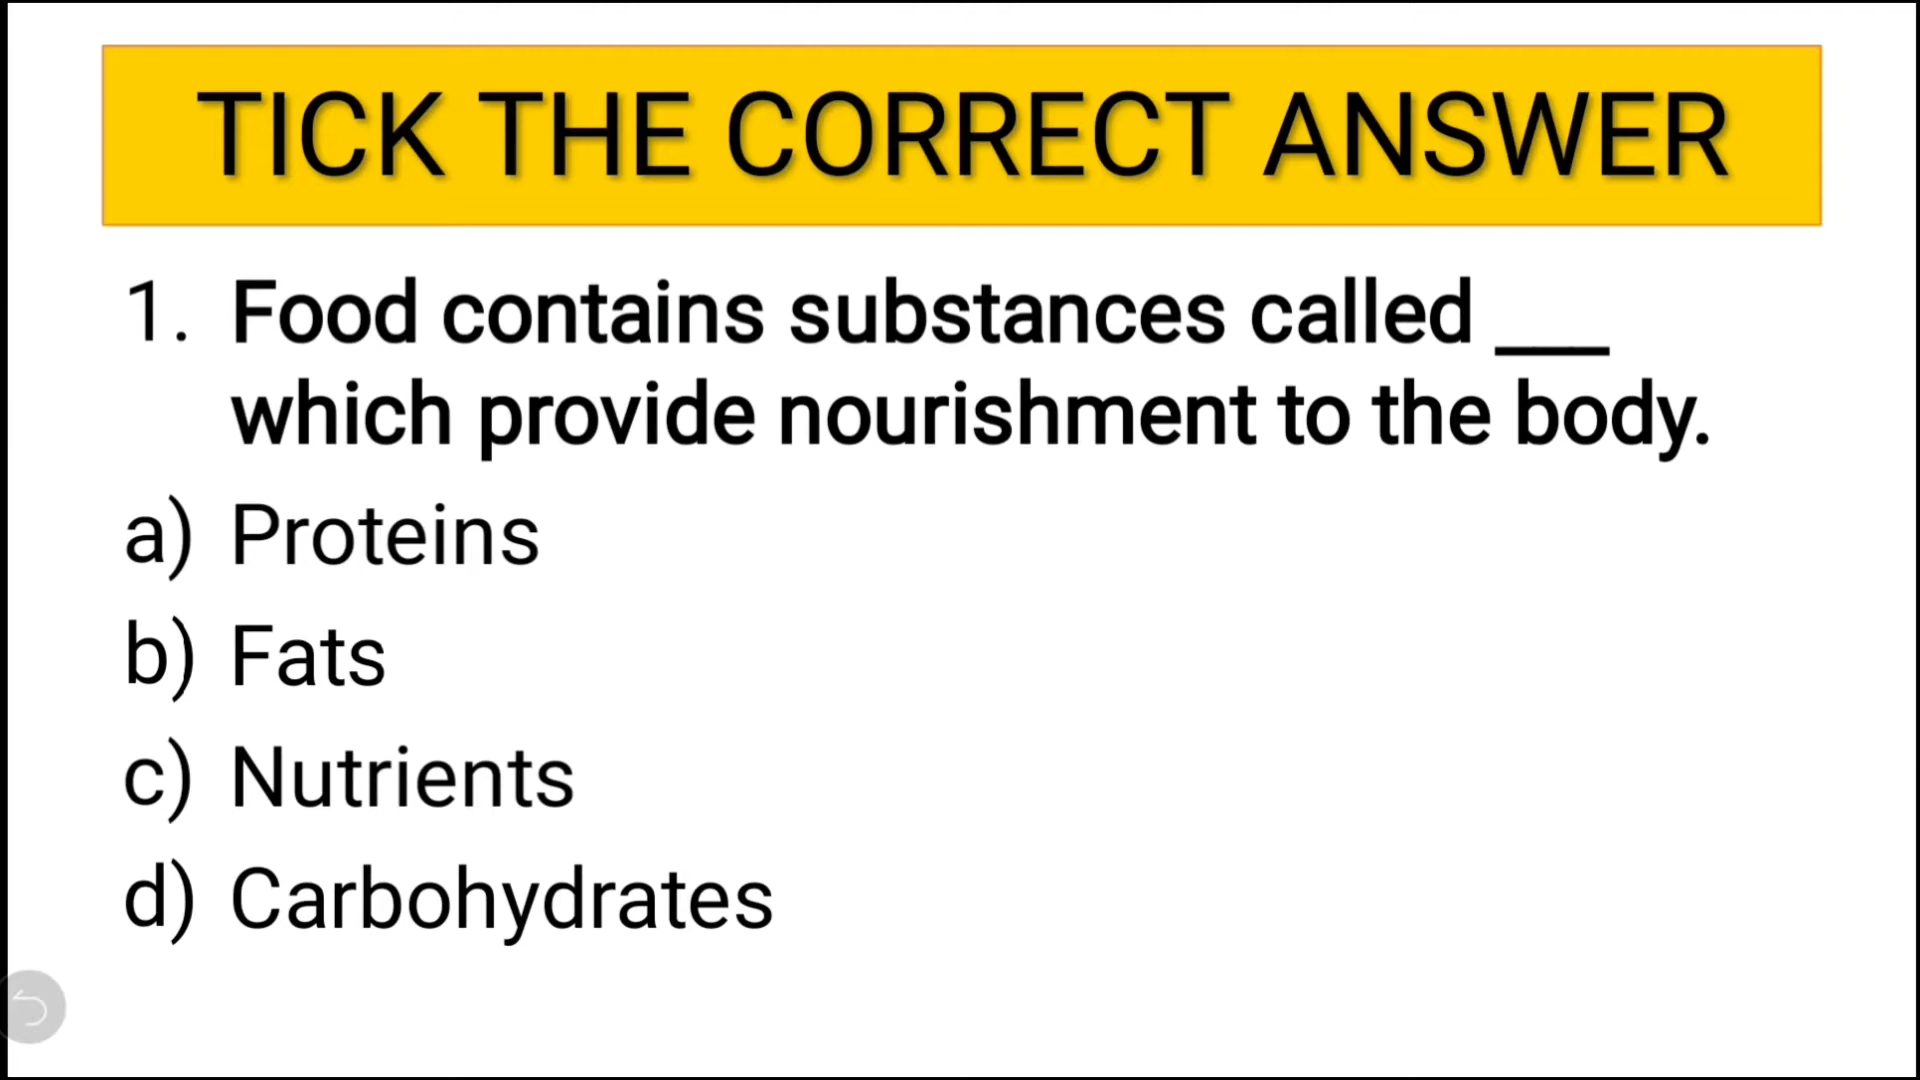 TICK THE CORRECT ANSWER
1. Food contains substances called ___
which provide nourishment to the body.
a) Proteins
b) Fats
c) Nutrients
d) Carbohydrates